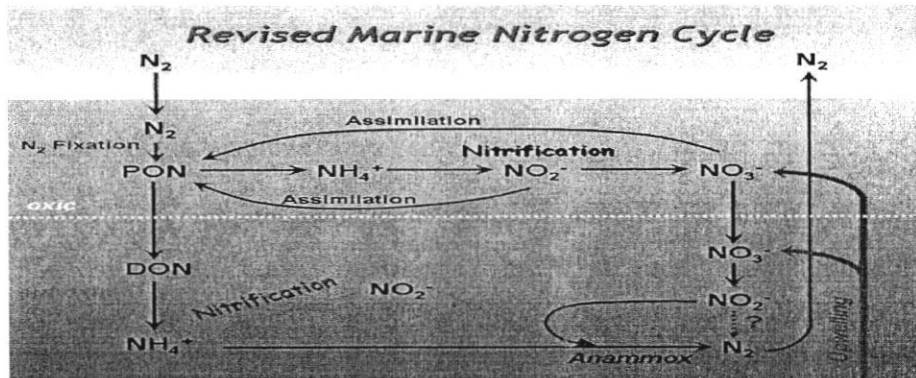 Revised Marine Nitrogen Cycle
N₂ N₂
N₂ Assimilation
N₂ Fixation Nitrification
PON NH₄⁺ NO₂⁻ NO₃⁻
Assimilation
oxic
NO₃⁻
DON
Nitrification NO₂⁻ NO₂⁻
?
NH₄⁺ Anammox N₂
Upwelling